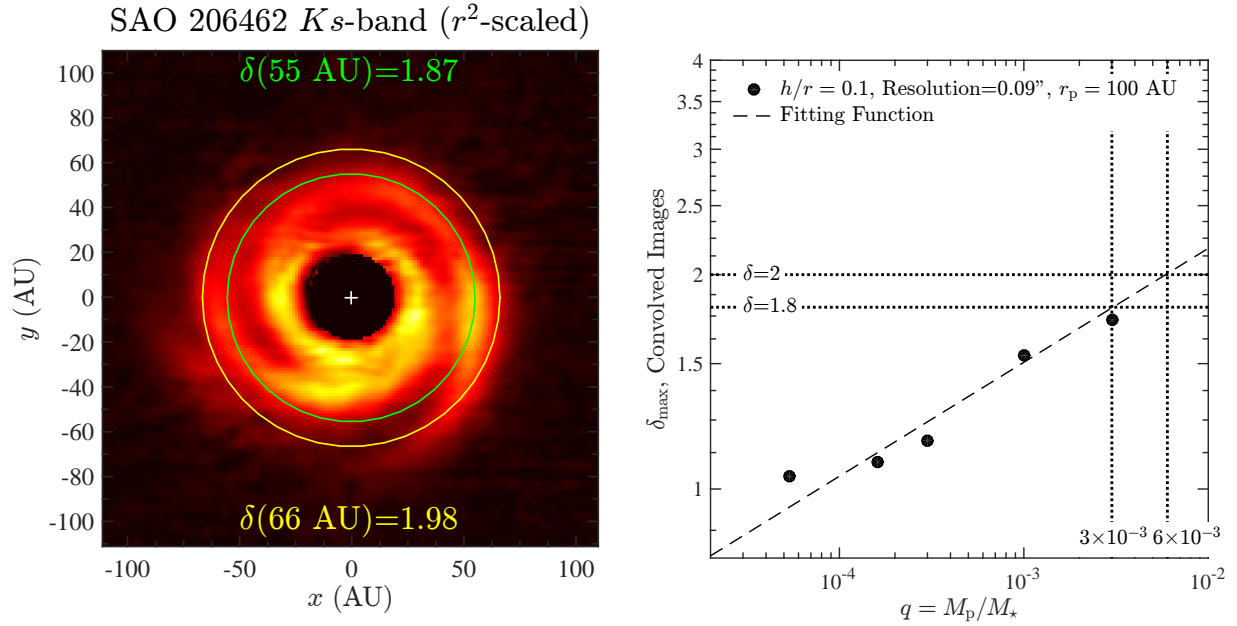 SAO 206462 Ks-band (r²-scaled)
δ(55 AU)=1.87
δ(66 AU)=1.98
100
80
60
40
20
0
-20
-40
-60
-80
-100
y (AU)
-100
-50
0
50
100
x (AU)
h/r = 0.1, Resolution=0.09”, rₚ = 100 AU
Fitting Function
4
3.5
3
2.5
2
1.5
1
δ=2
δ=1.8
δmax, Convolved Images
3×10⁻³ 6×10⁻³
10⁻⁴
10⁻³
10⁻²
q = Mₚ/M⋆